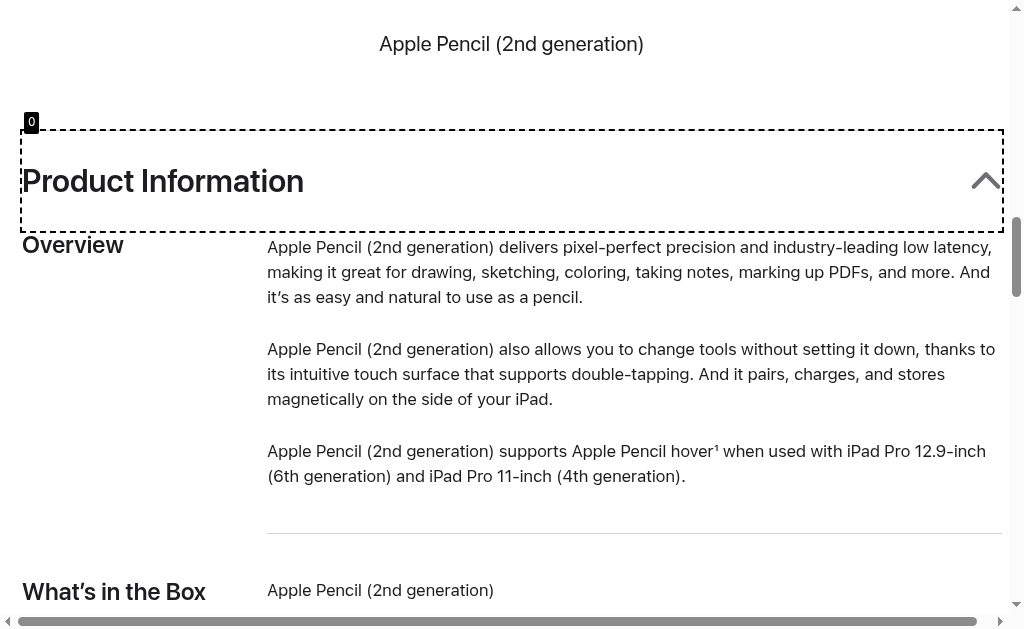 Apple Pencil (2nd generation)
0
Product Information
Overview
Apple Pencil (2nd generation) delivers pixel-perfect precision and industry-leading low latency,
making it great for drawing, sketching, coloring, taking notes, marking up PDFs, and more. And
it’s as easy and natural to use as a pencil.
Apple Pencil (2nd generation) also allows you to change tools without setting it down, thanks to
its intuitive touch surface that supports double-tapping. And it pairs, charges, and stores
magnetically on the side of your iPad.
Apple Pencil (2nd generation) supports Apple Pencil hover¹ when used with iPad Pro 12.9-inch
(6th generation) and iPad Pro 11-inch (4th generation).
What’s in the Box
Apple Pencil (2nd generation)